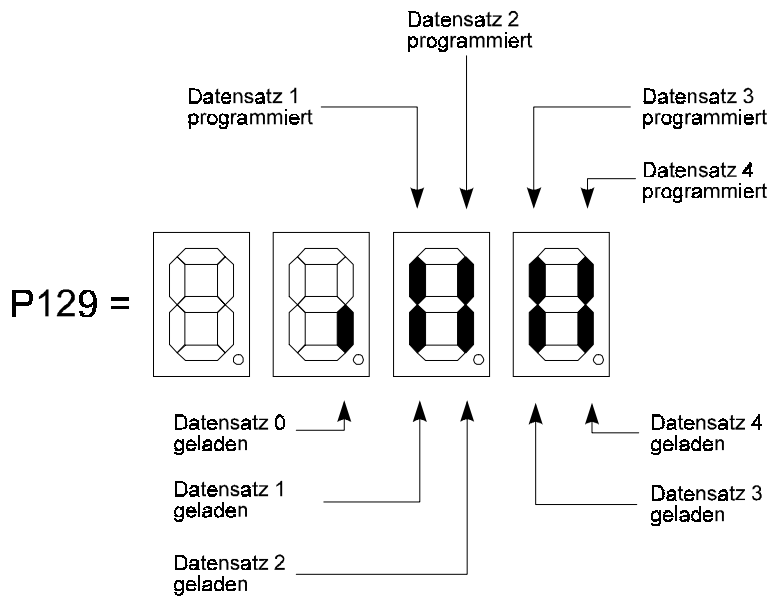 Datensatz 2
programmiert
Datensatz 1
programmiert
Datensatz 3
programmiert
Datensatz 4
programmiert
P129 =
Datensatz 0
geladen
Datensatz 4
geladen
Datensatz 1
geladen
Datensatz 3
geladen
Datensatz 2
geladen